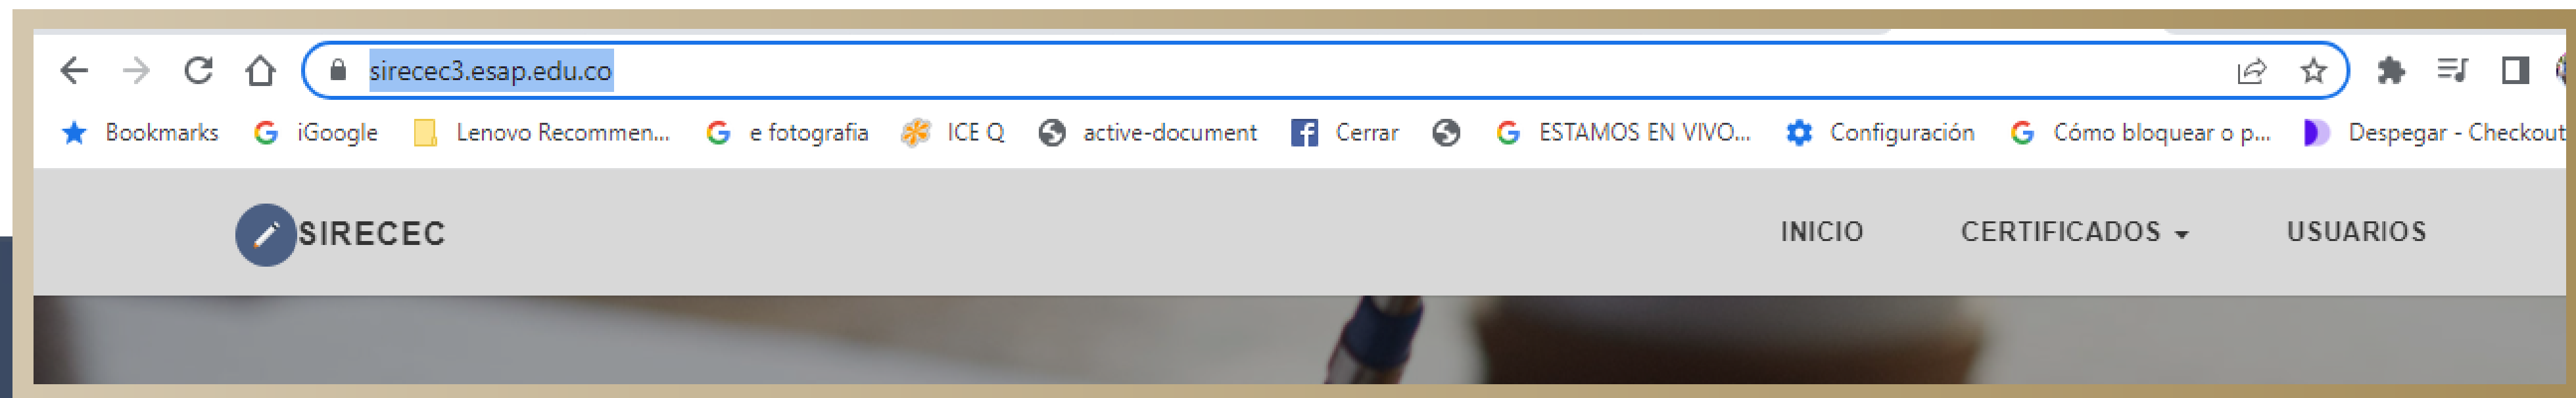 sirecec3.esap.edu.co
Bookmarks iGoogle Lenovo Recommen... e fotografia ICE Q active-document Cerrar ESTAMOS EN VIVO... Configuración Cómo bloquear o p... Despegar - Checkout
SIRECEC INICIO CERTIFICADOS USUARIOS